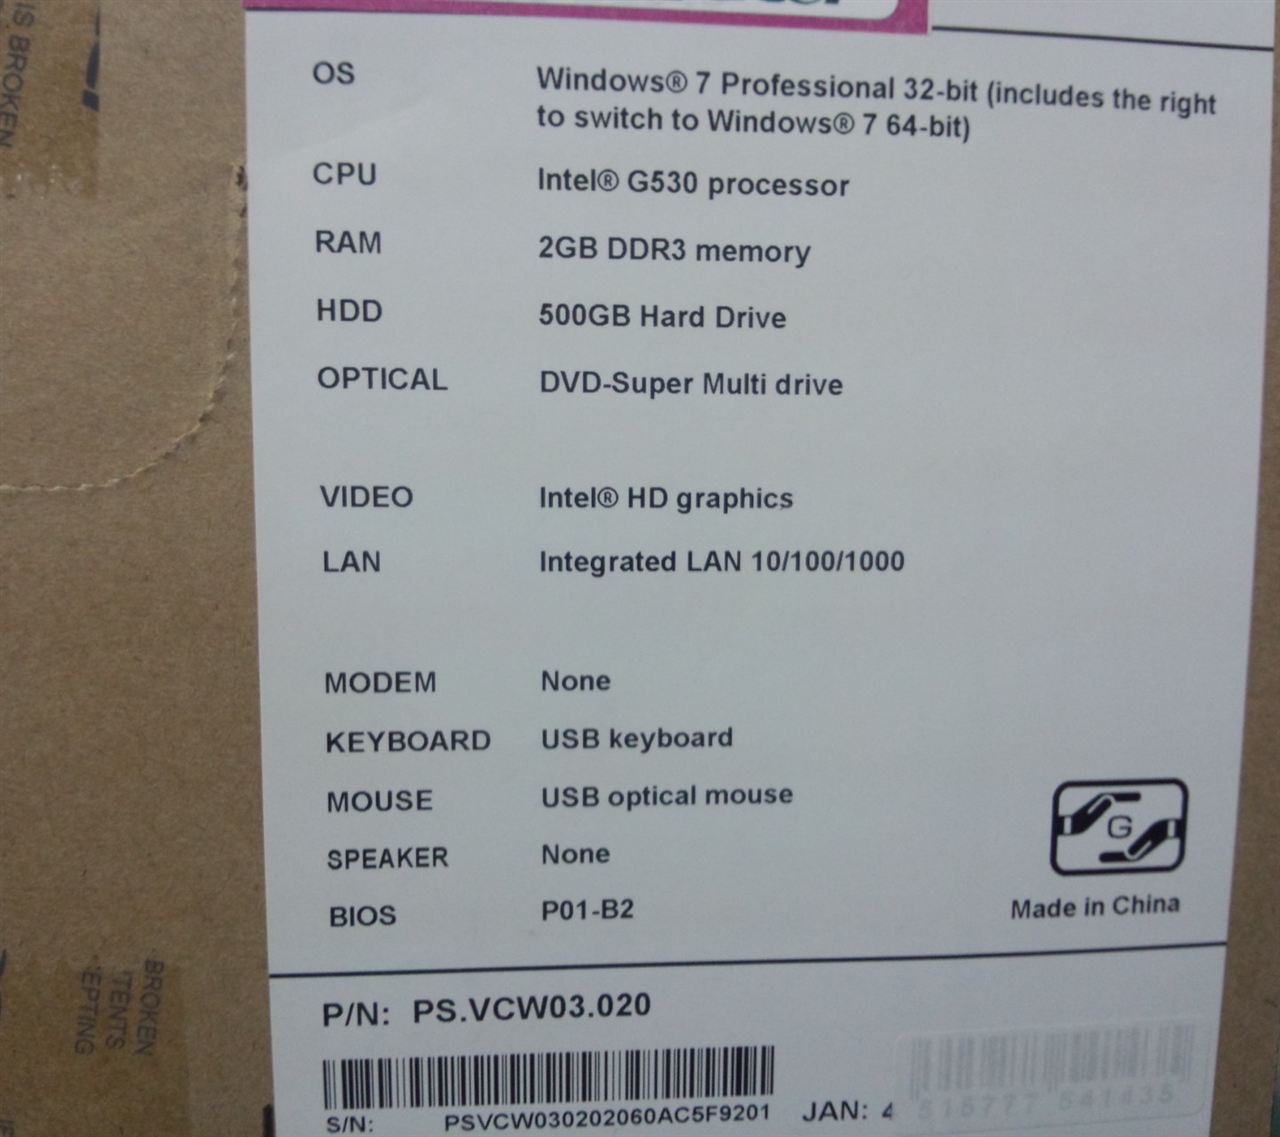 IS BROKEN
OS Windows® 7 Professional 32-bit (includes the right
to switch to Windows® 7 64-bit)
CPU Intel® G530 processor
RAM 2GB DDR3 memory
HDD 500GB Hard Drive
OPTICAL DVD-Super Multi drive
VIDEO Intel® HD graphics
LAN Integrated LAN 10/100/1000
MODEM None
KEYBOARD USB keyboard
MOUSE USB optical mouse
SPEAKER None
BIOS P01-B2
G
Made in China
BROKEN
TENTS
EPTING
P/N: PS.VCW03.020
S/N: PSVCW030202060AC5F9201 JAN: 4
515777 541435